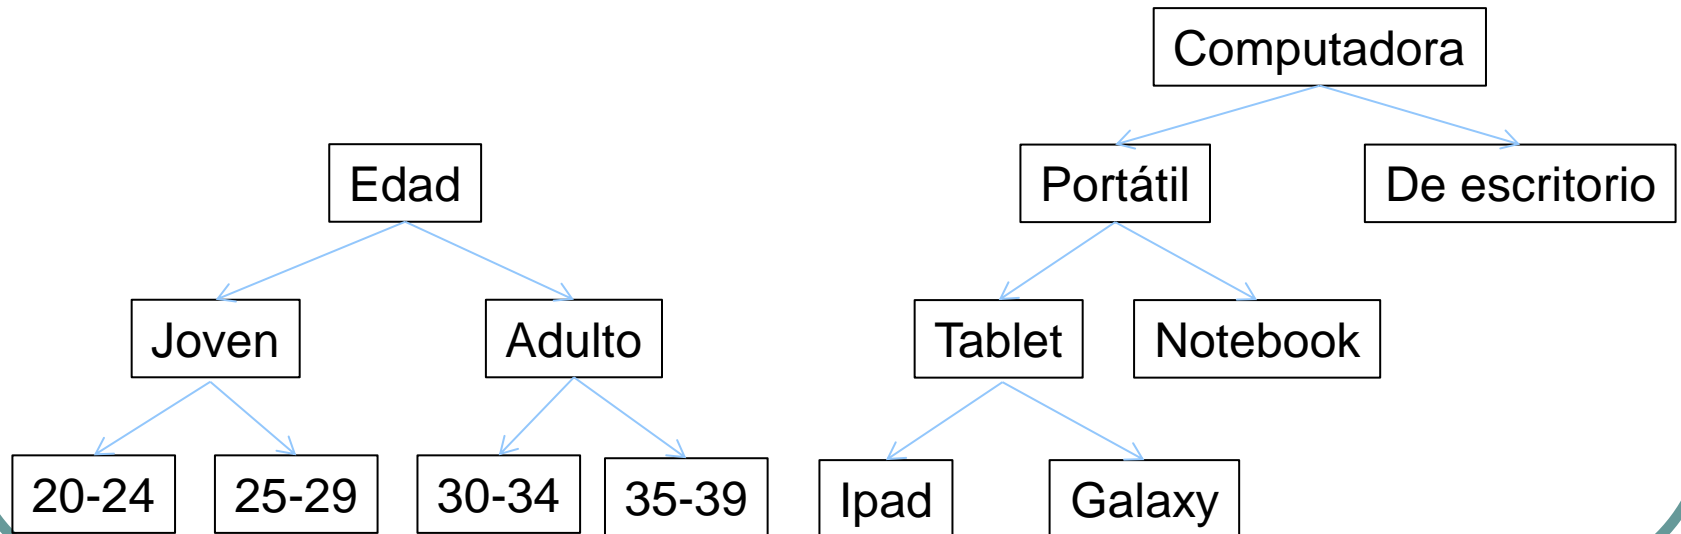 Computadora
Edad
Portátil
De escritorio
Joven
Adulto
Tablet
Notebook
20-24
25-29
30-34
35-39
Ipad
Galaxy